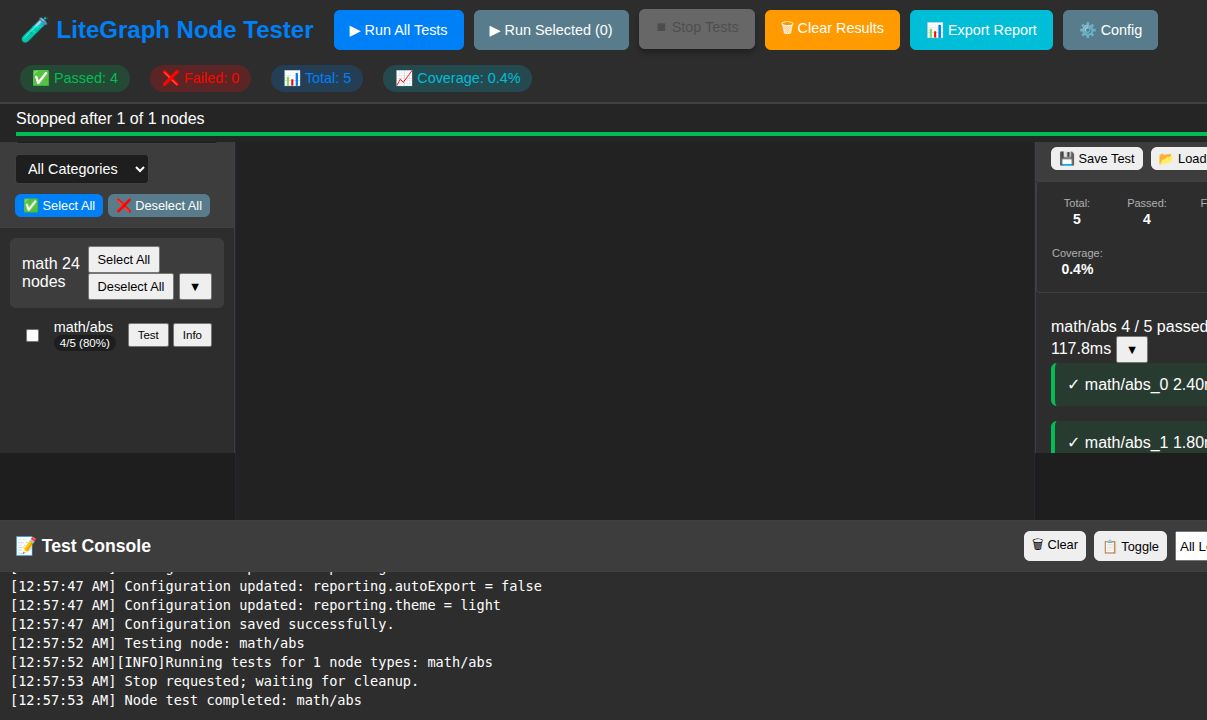 🧪 LiteGraph Node Tester
▶ Run All Tests
▶ Run Selected (0)
⏹ Stop Tests
🗑 Clear Results
📊 Export Report
⚙️ Config
✅ Passed: 4
❌ Failed: 0
📊 Total: 5
📈 Coverage: 0.4%
Stopped after 1 of 1 nodes
All Categories
✅ Select All
❌ Deselect All
math 24 nodes
Select All
Deselect All
▼
math/abs
4/5 (80%)
Test
Info
💾 Save Test
📂 Load
Total:
5
Passed:
4
F
Coverage:
0.4%
math/abs 4 / 5 passed
117.8ms ▼
✓ math/abs_0 2.40
✓ math/abs_1 1.80
📝 Test Console
🗑 Clear
📋 Toggle
All L
[12:57:47 AM] Configuration updated: reporting.autoExport = false
[12:57:47 AM] Configuration updated: reporting.theme = light
[12:57:47 AM] Configuration saved successfully.
[12:57:52 AM] Testing node: math/abs
[12:57:52 AM][INFO]Running tests for 1 node types: math/abs
[12:57:53 AM] Stop requested; waiting for cleanup.
[12:57:53 AM] Node test completed: math/abs